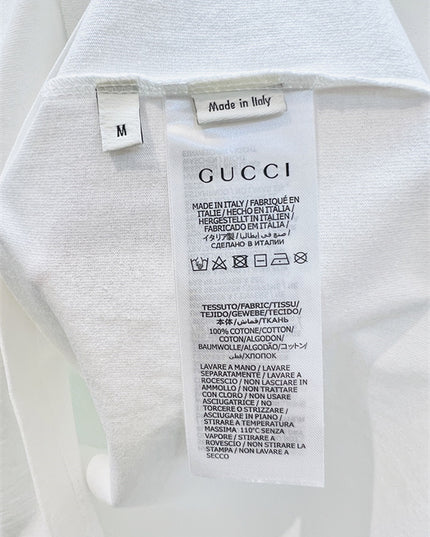 Made in Italy
M
GUCCI
MADE IN ITALY / FABRIQUÉ EN
ITALIE / HECHO EN ITALIA /
HERGESTELLT IN ITALIEN /
FABRICADO EM ITÁLIA /
イタリア製 / صنع في إيطاليا /
СДЕЛАНО В ИТАЛИИ
TESSUTO/FABRIC/TISSU/
TEJIDO/GEWEBE/TECIDO/
本体/قماش/ТКАНЬ
100% COTONE/COTTON/
COTON/ALGODON/
BAUMWOLLE/ALGODÃO/コットン/
قطن/ХЛОПОК
LAVARE A MANO / LAVARE
SEPARATAMENTE / LAVARE A
ROCESCIO / NON LASCIARE IN
AMMOLLO / NON TRATTARE
CON CLORO / NON USARE
ASCIUGATRICE / NO
TORCERE O STRIZZARE /
ASCIUGARE IN PIANO /
STIRARE A TEMPERATURA
MASSIMA 110°C SENZA
VAPORE / STIRARE A
ROVESCIO / NON STIRARE LA
STAMPA / NON LAVARE A
SECCO